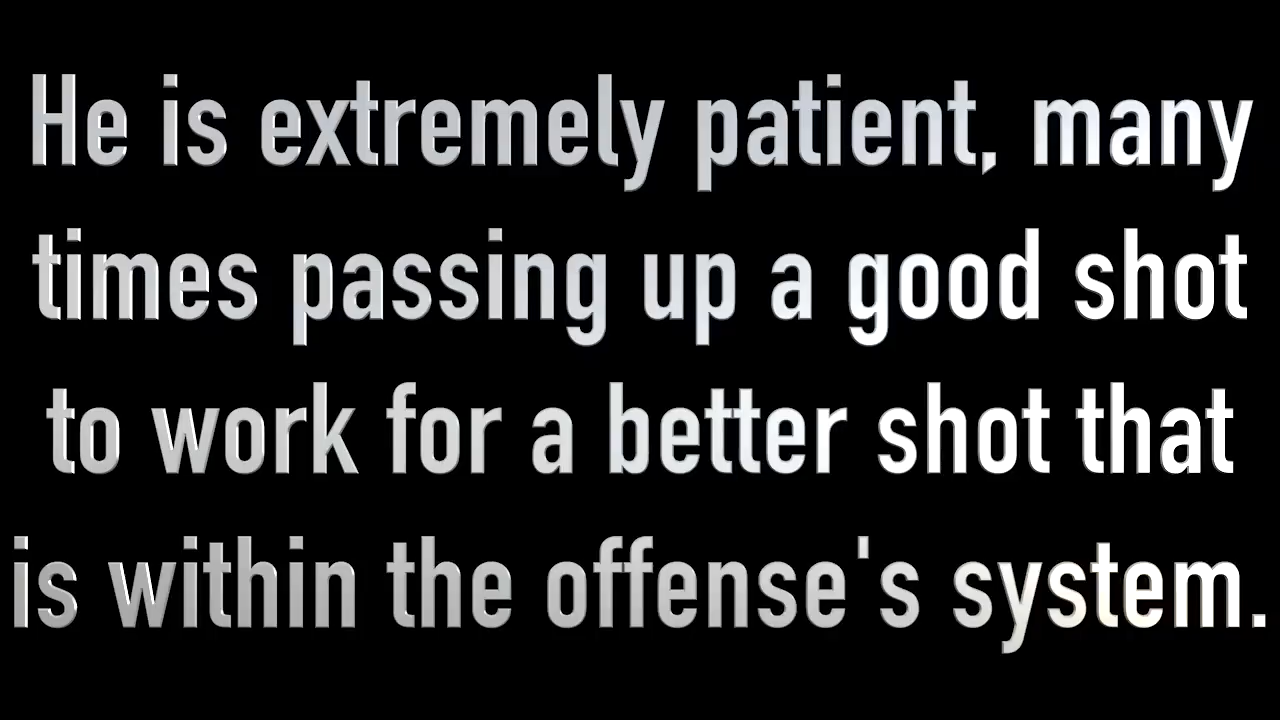 He is extremely patient, many
times passing up a good shot
to work for a better shot that
is within the offense's system.